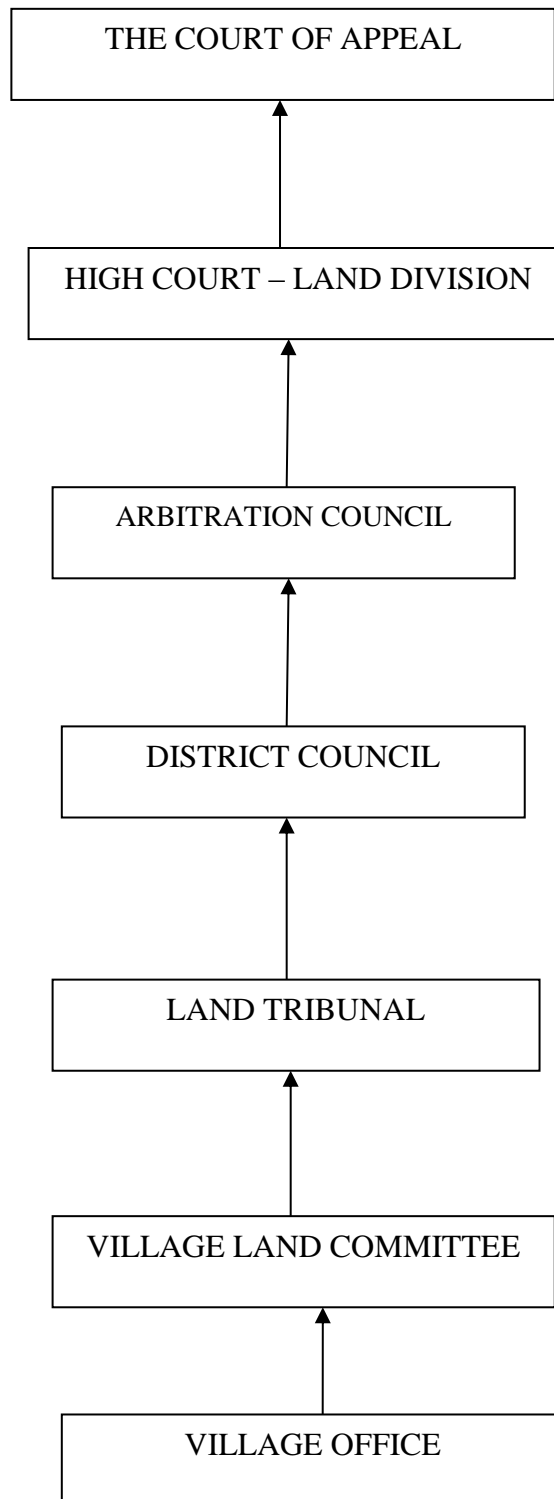 THE COURT OF APPEAL
HIGH COURT – LAND DIVISION
ARBITRATION COUNCIL
DISTRICT COUNCIL
LAND TRIBUNAL
VILLAGE LAND COMMITTEE
VILLAGE OFFICE